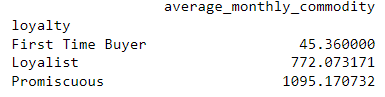 average_monthly_commodity
loyalty
First Time Buyer 45.360000
Loyalist 772.073171
Promiscuous 1095.170732